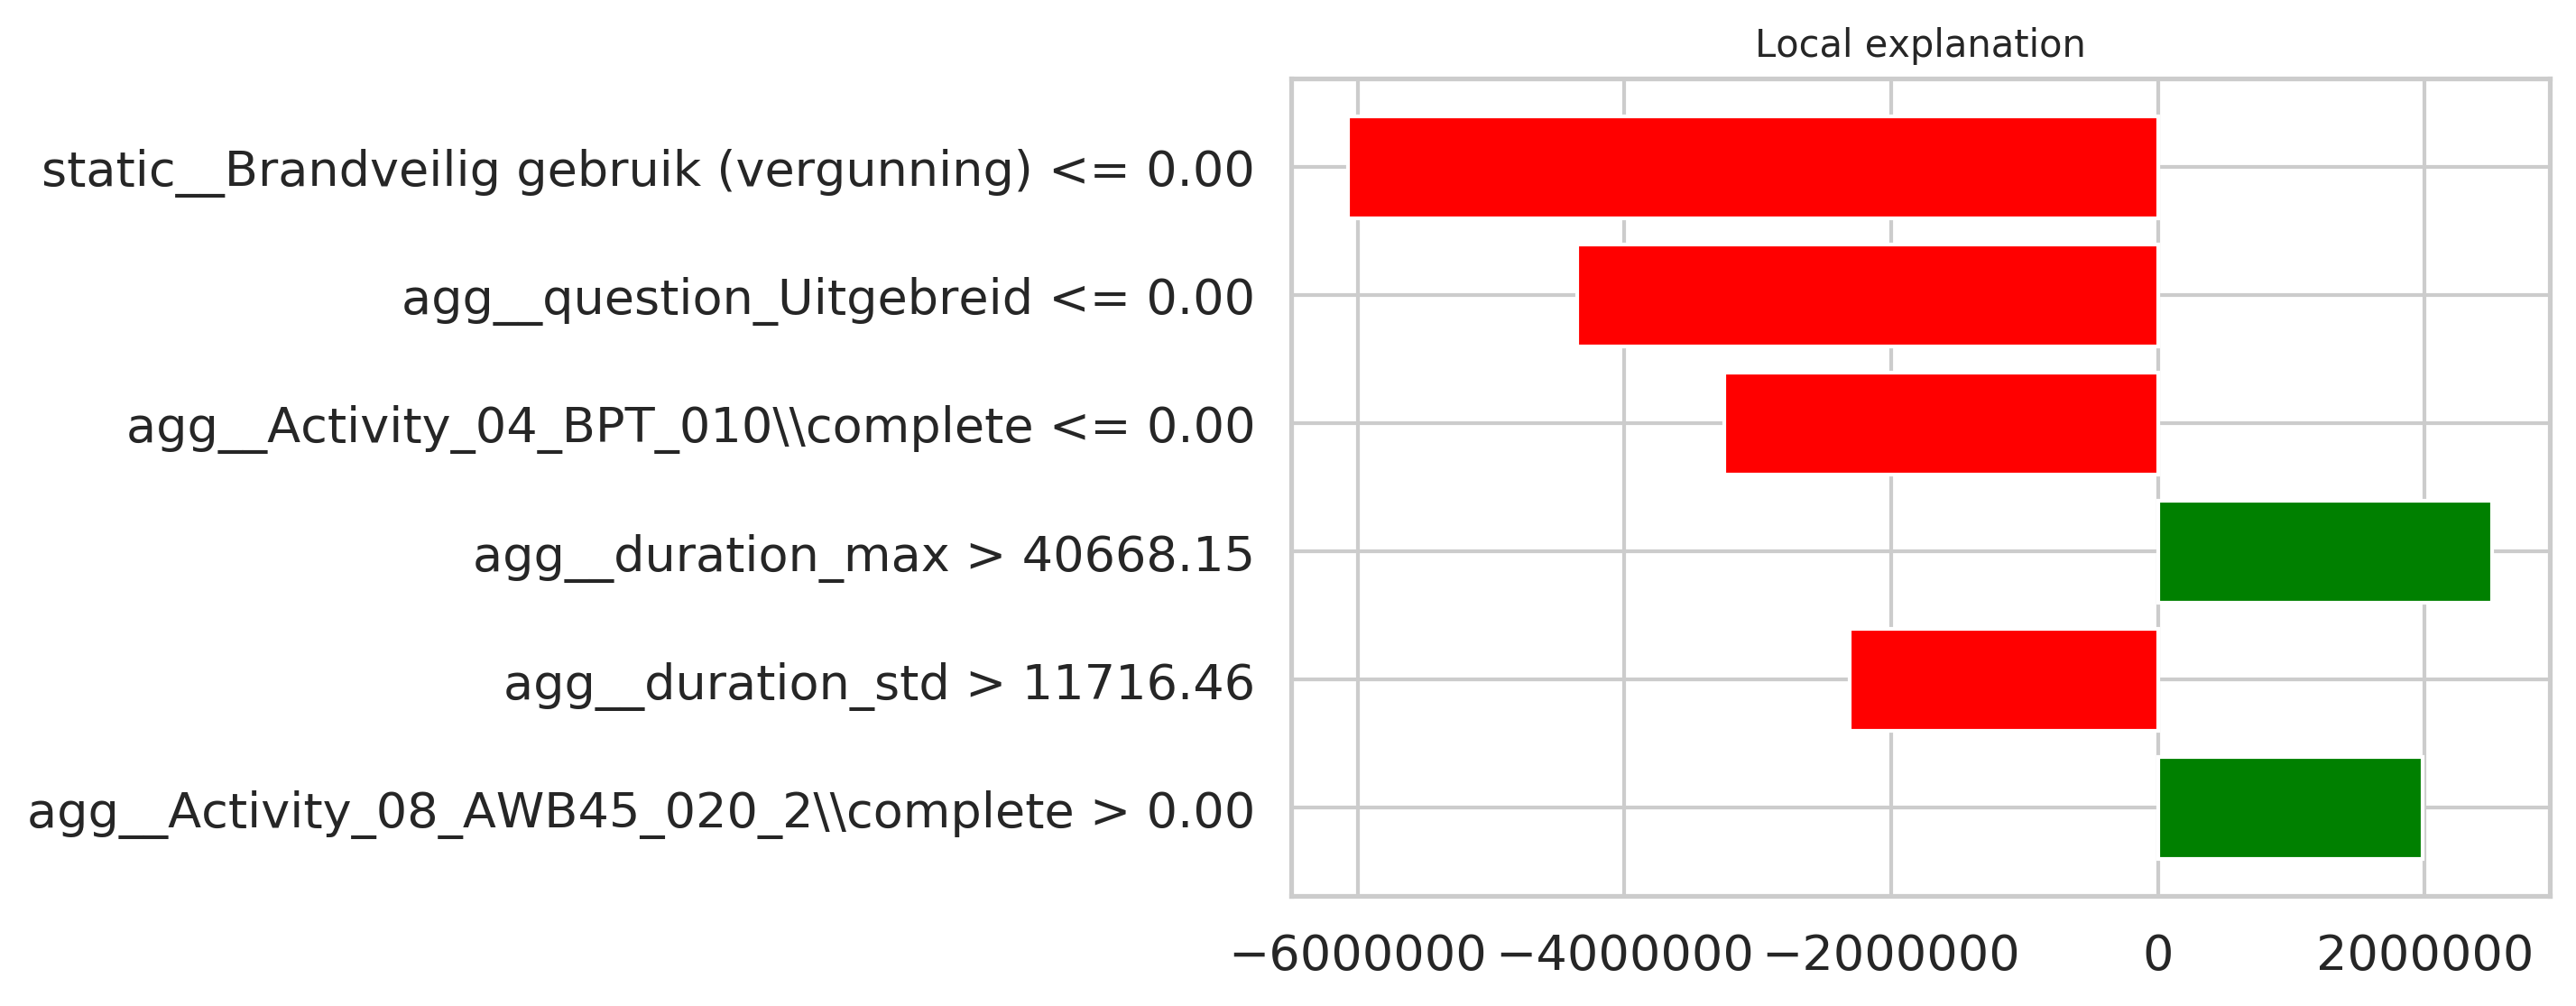 Local explanation
static__Brandveilig gebruik (vergunning) <= 0.00
agg__question_Uitgebreid <= 0.00
agg__Activity_04_BPT_010\\complete <= 0.00
agg__duration_max > 40668.15
agg__duration_std > 11716.46
agg__Activity_08_AWB45_020_2\\complete > 0.00
−6000000 −4000000 −2000000 0 2000000